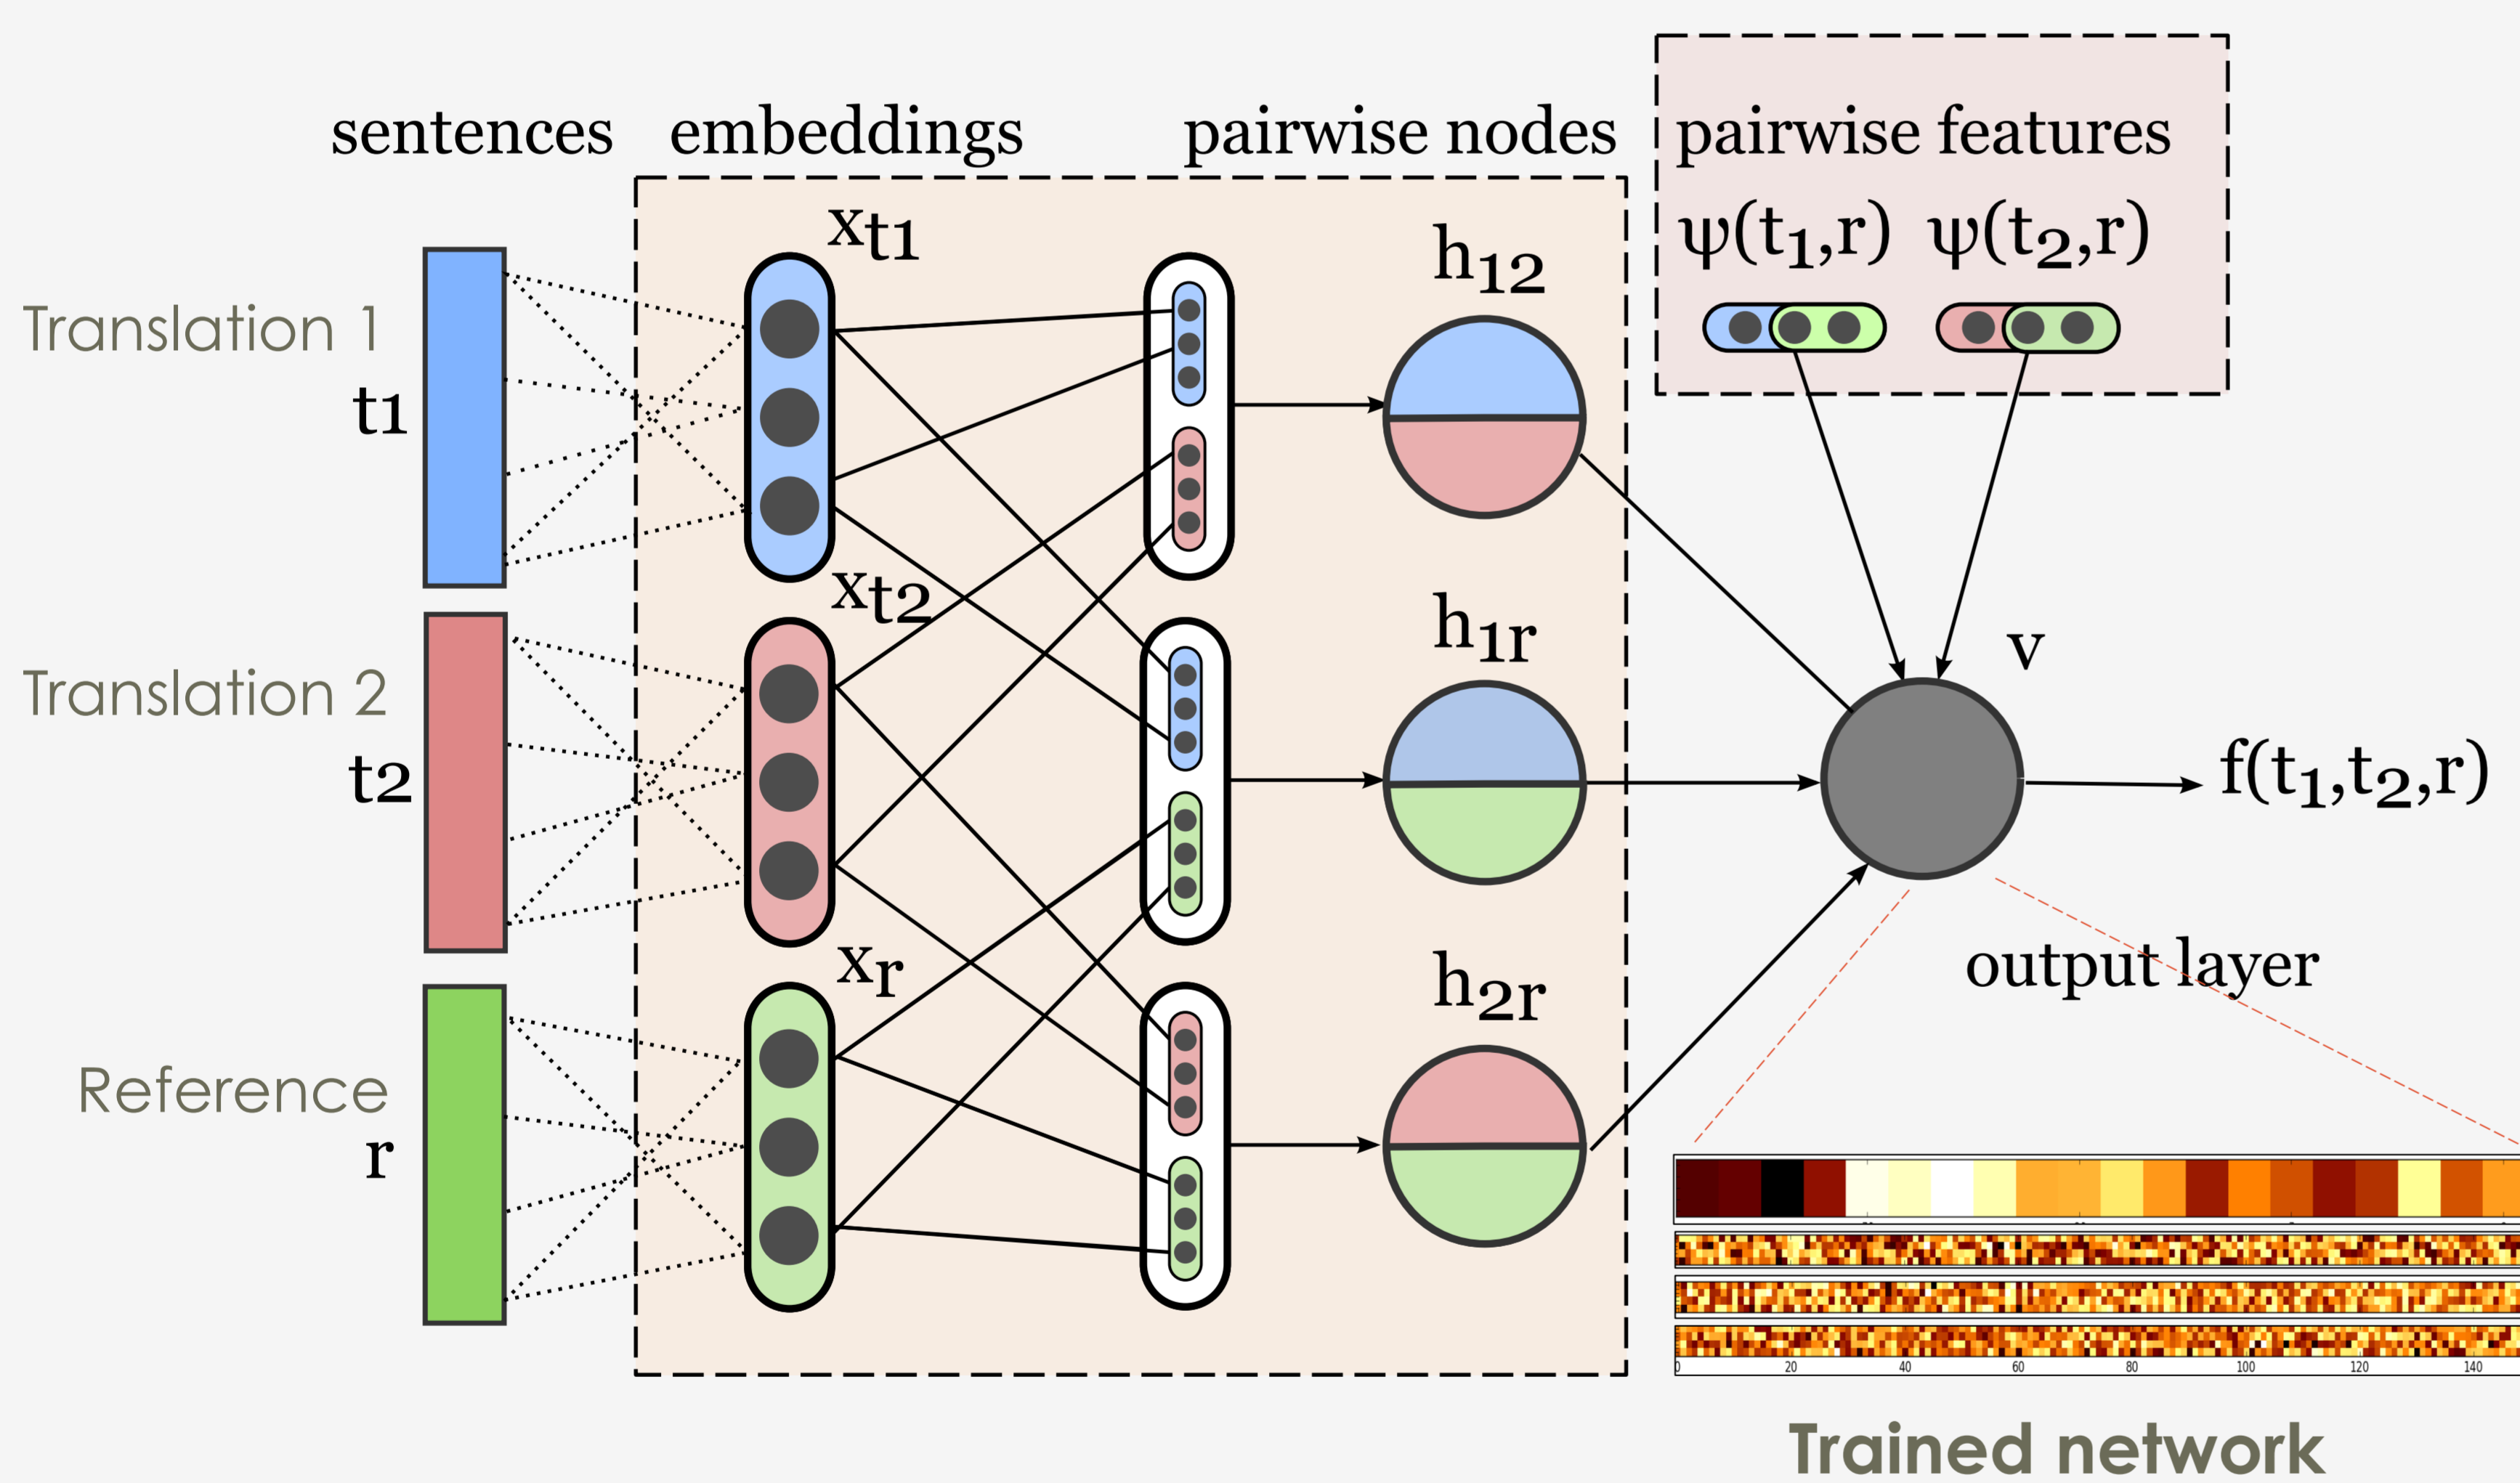 sentences
embeddings
pairwise nodes
pairwise features
ψ(t1,r) ψ(t2,r)
xt1
h12
Translation 1
t1
xt2
h1r
v
Translation 2
t2
f(t1,t2,r)
xr
h2r
output layer
Reference
r
0 20 40 60 80 100 120 140
Trained network